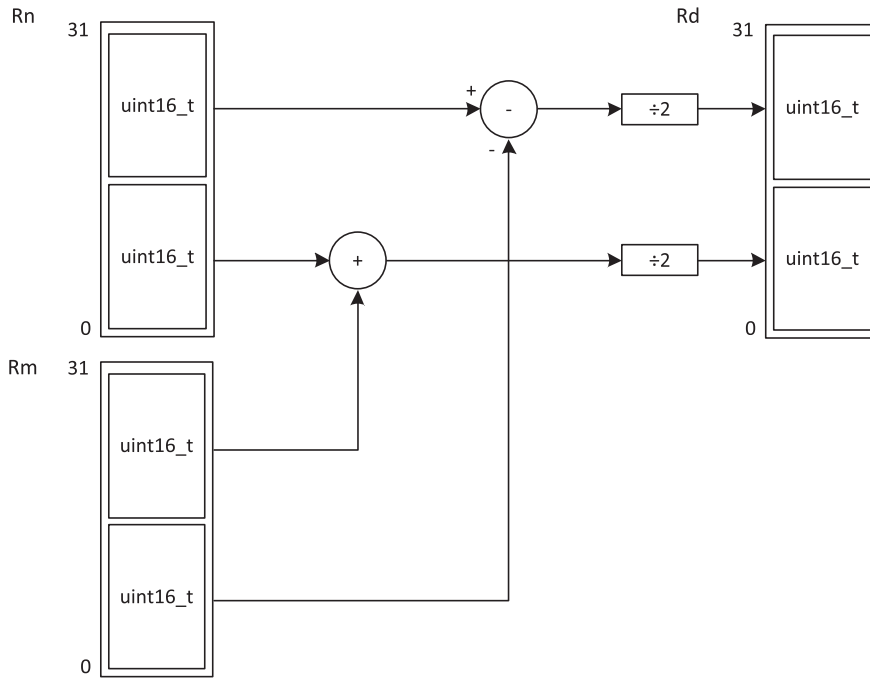 Rn
31
uint16_t
uint16_t
0
Rm
31
uint16_t
uint16_t
0
+
-
-
+
÷2
÷2
Rd
31
uint16_t
uint16_t
0